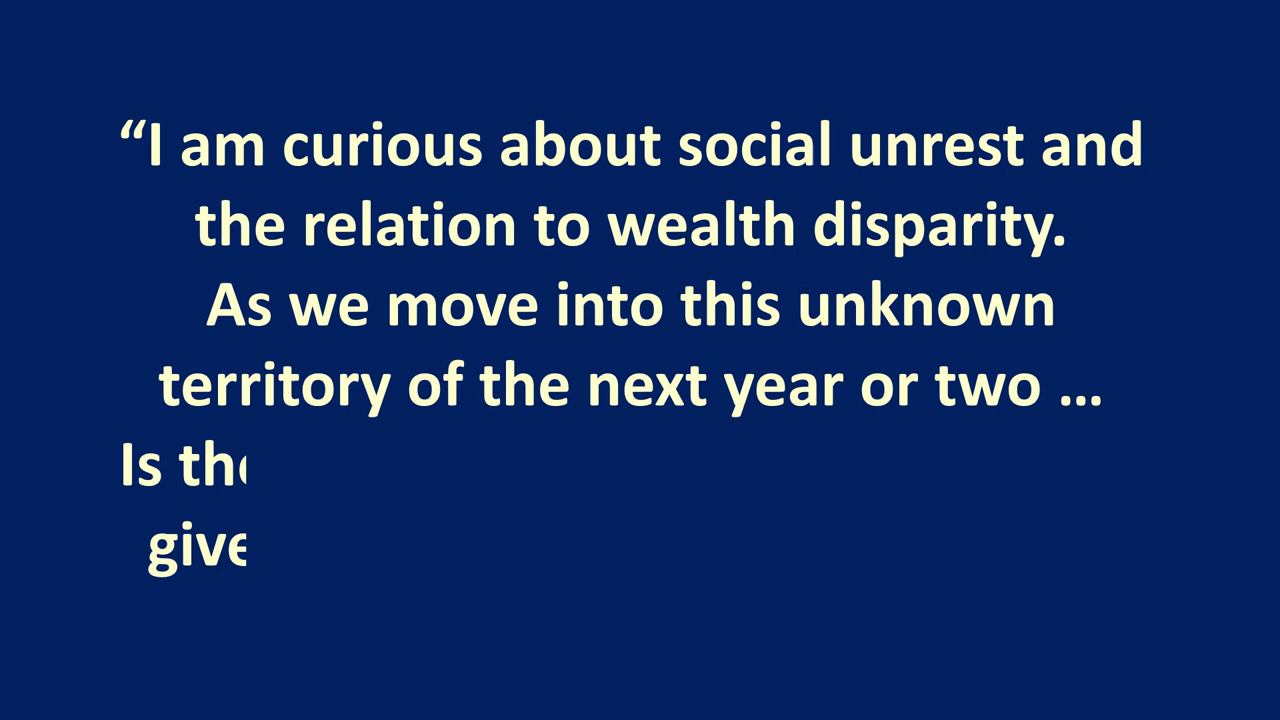 “I am curious about social unrest and
the relation to wealth disparity.
As we move into this unknown
territory of the next year or two ...
Is